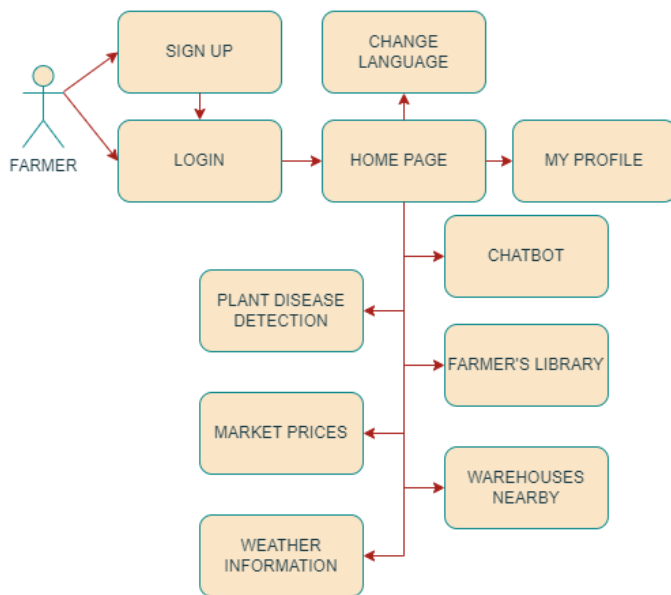 SIGN UP
CHANGE
LANGUAGE
FARMER
LOGIN
HOME PAGE
MY PROFILE
CHATBOT
PLANT DISEASE
DETECTION
FARMER'S LIBRARY
MARKET PRICES
WAREHOUSES
NEARBY
WEATHER
INFORMATION